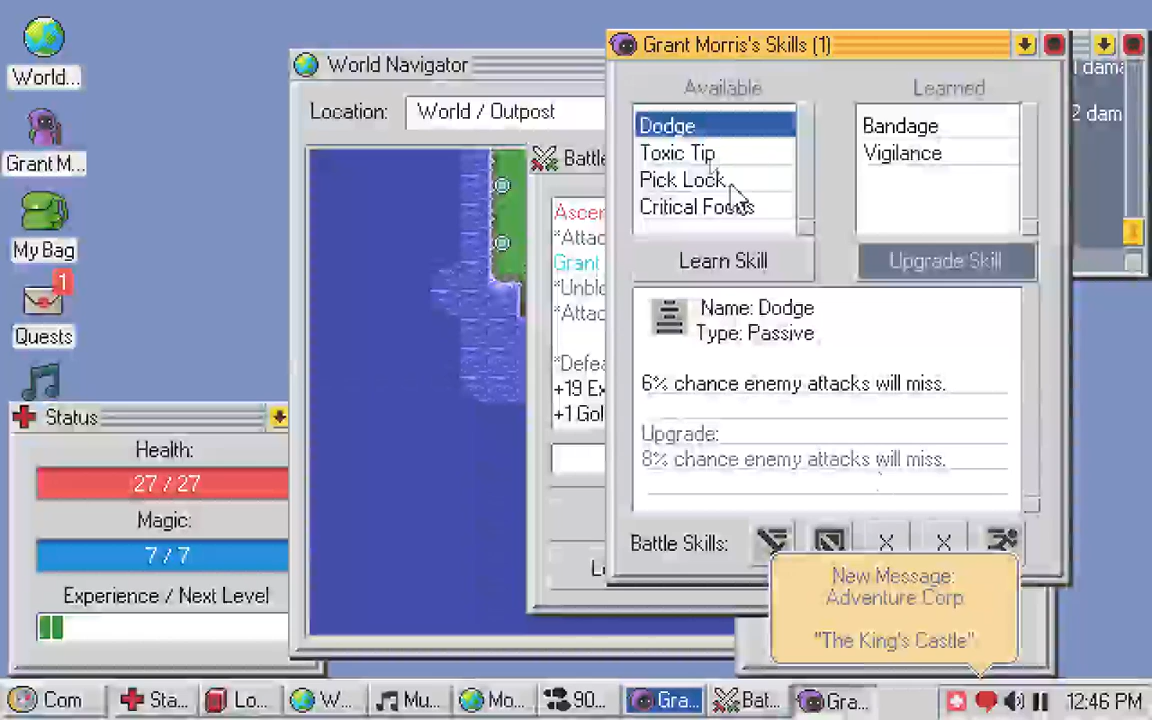 World...
Grant M...
My Bag
1
Quests
World Navigator
Location:
World / Outpost
Battle
Ascen
*Attac
Grant
*Unblo
*Attac
*Defea
+19 Ex
+1 Gol
Grant Morris's Skills (1)
Available
Learned
Dodge
Toxic Tip
Pick Lock
Critical Focus
Bandage
Vigilance
Learn Skill
Upgrade Skill
Name: Dodge
Type: Passive
6% chance enemy attacks will miss.
Upgrade:
8% chance enemy attacks will miss.
Battle Skills:
dama
2 dam
Status
Health:
27 / 27
Magic:
7 / 7
Experience / Next Level
New Message:
Adventure Corp
"The King's Castle"
Com
Sta...
Lo...
W...
Mu...
Mo...
90...
Gra...
Bat...
Gra...
12:46 PM